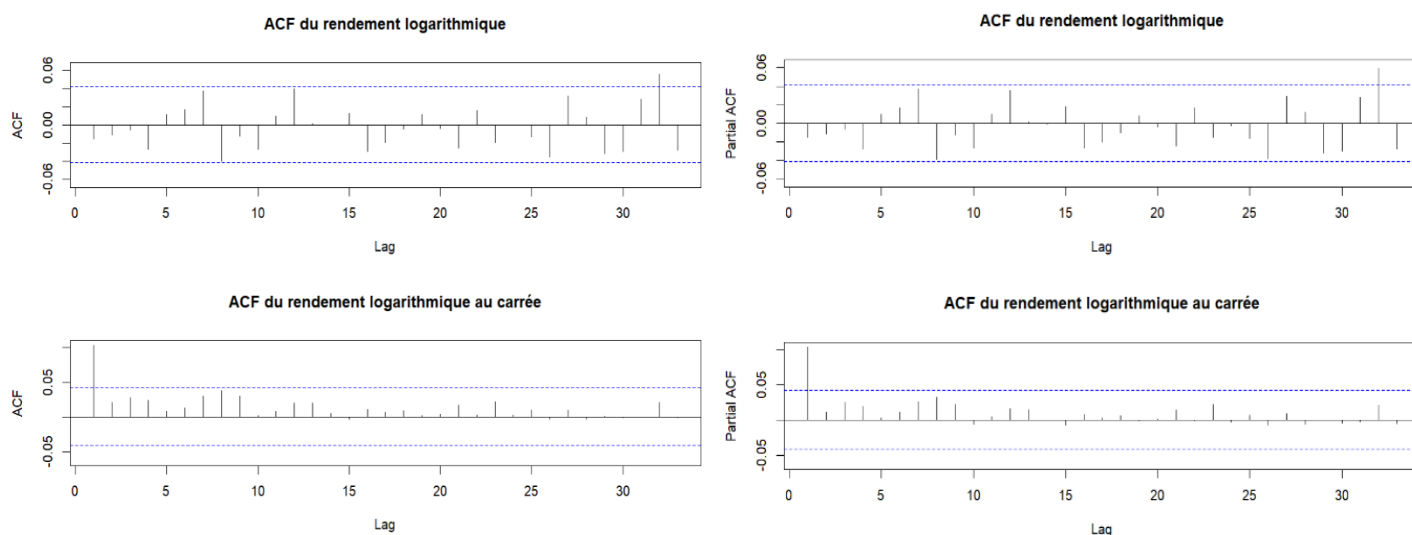 ACF du rendement logarithmique
0.06
0.00
-0.06
ACF
0 5 10 15 20 25 30
Lag
ACF du rendement logarithmique
0.06
0.00
-0.06
Partial ACF
0 5 10 15 20 25 30
Lag
ACF du rendement logarithmique au carrée
0.05
-0.05
ACF
0 5 10 15 20 25 30
Lag
ACF du rendement logarithmique au carrée
0.05
-0.05
Partial ACF
0 5 10 15 20 25 30
Lag